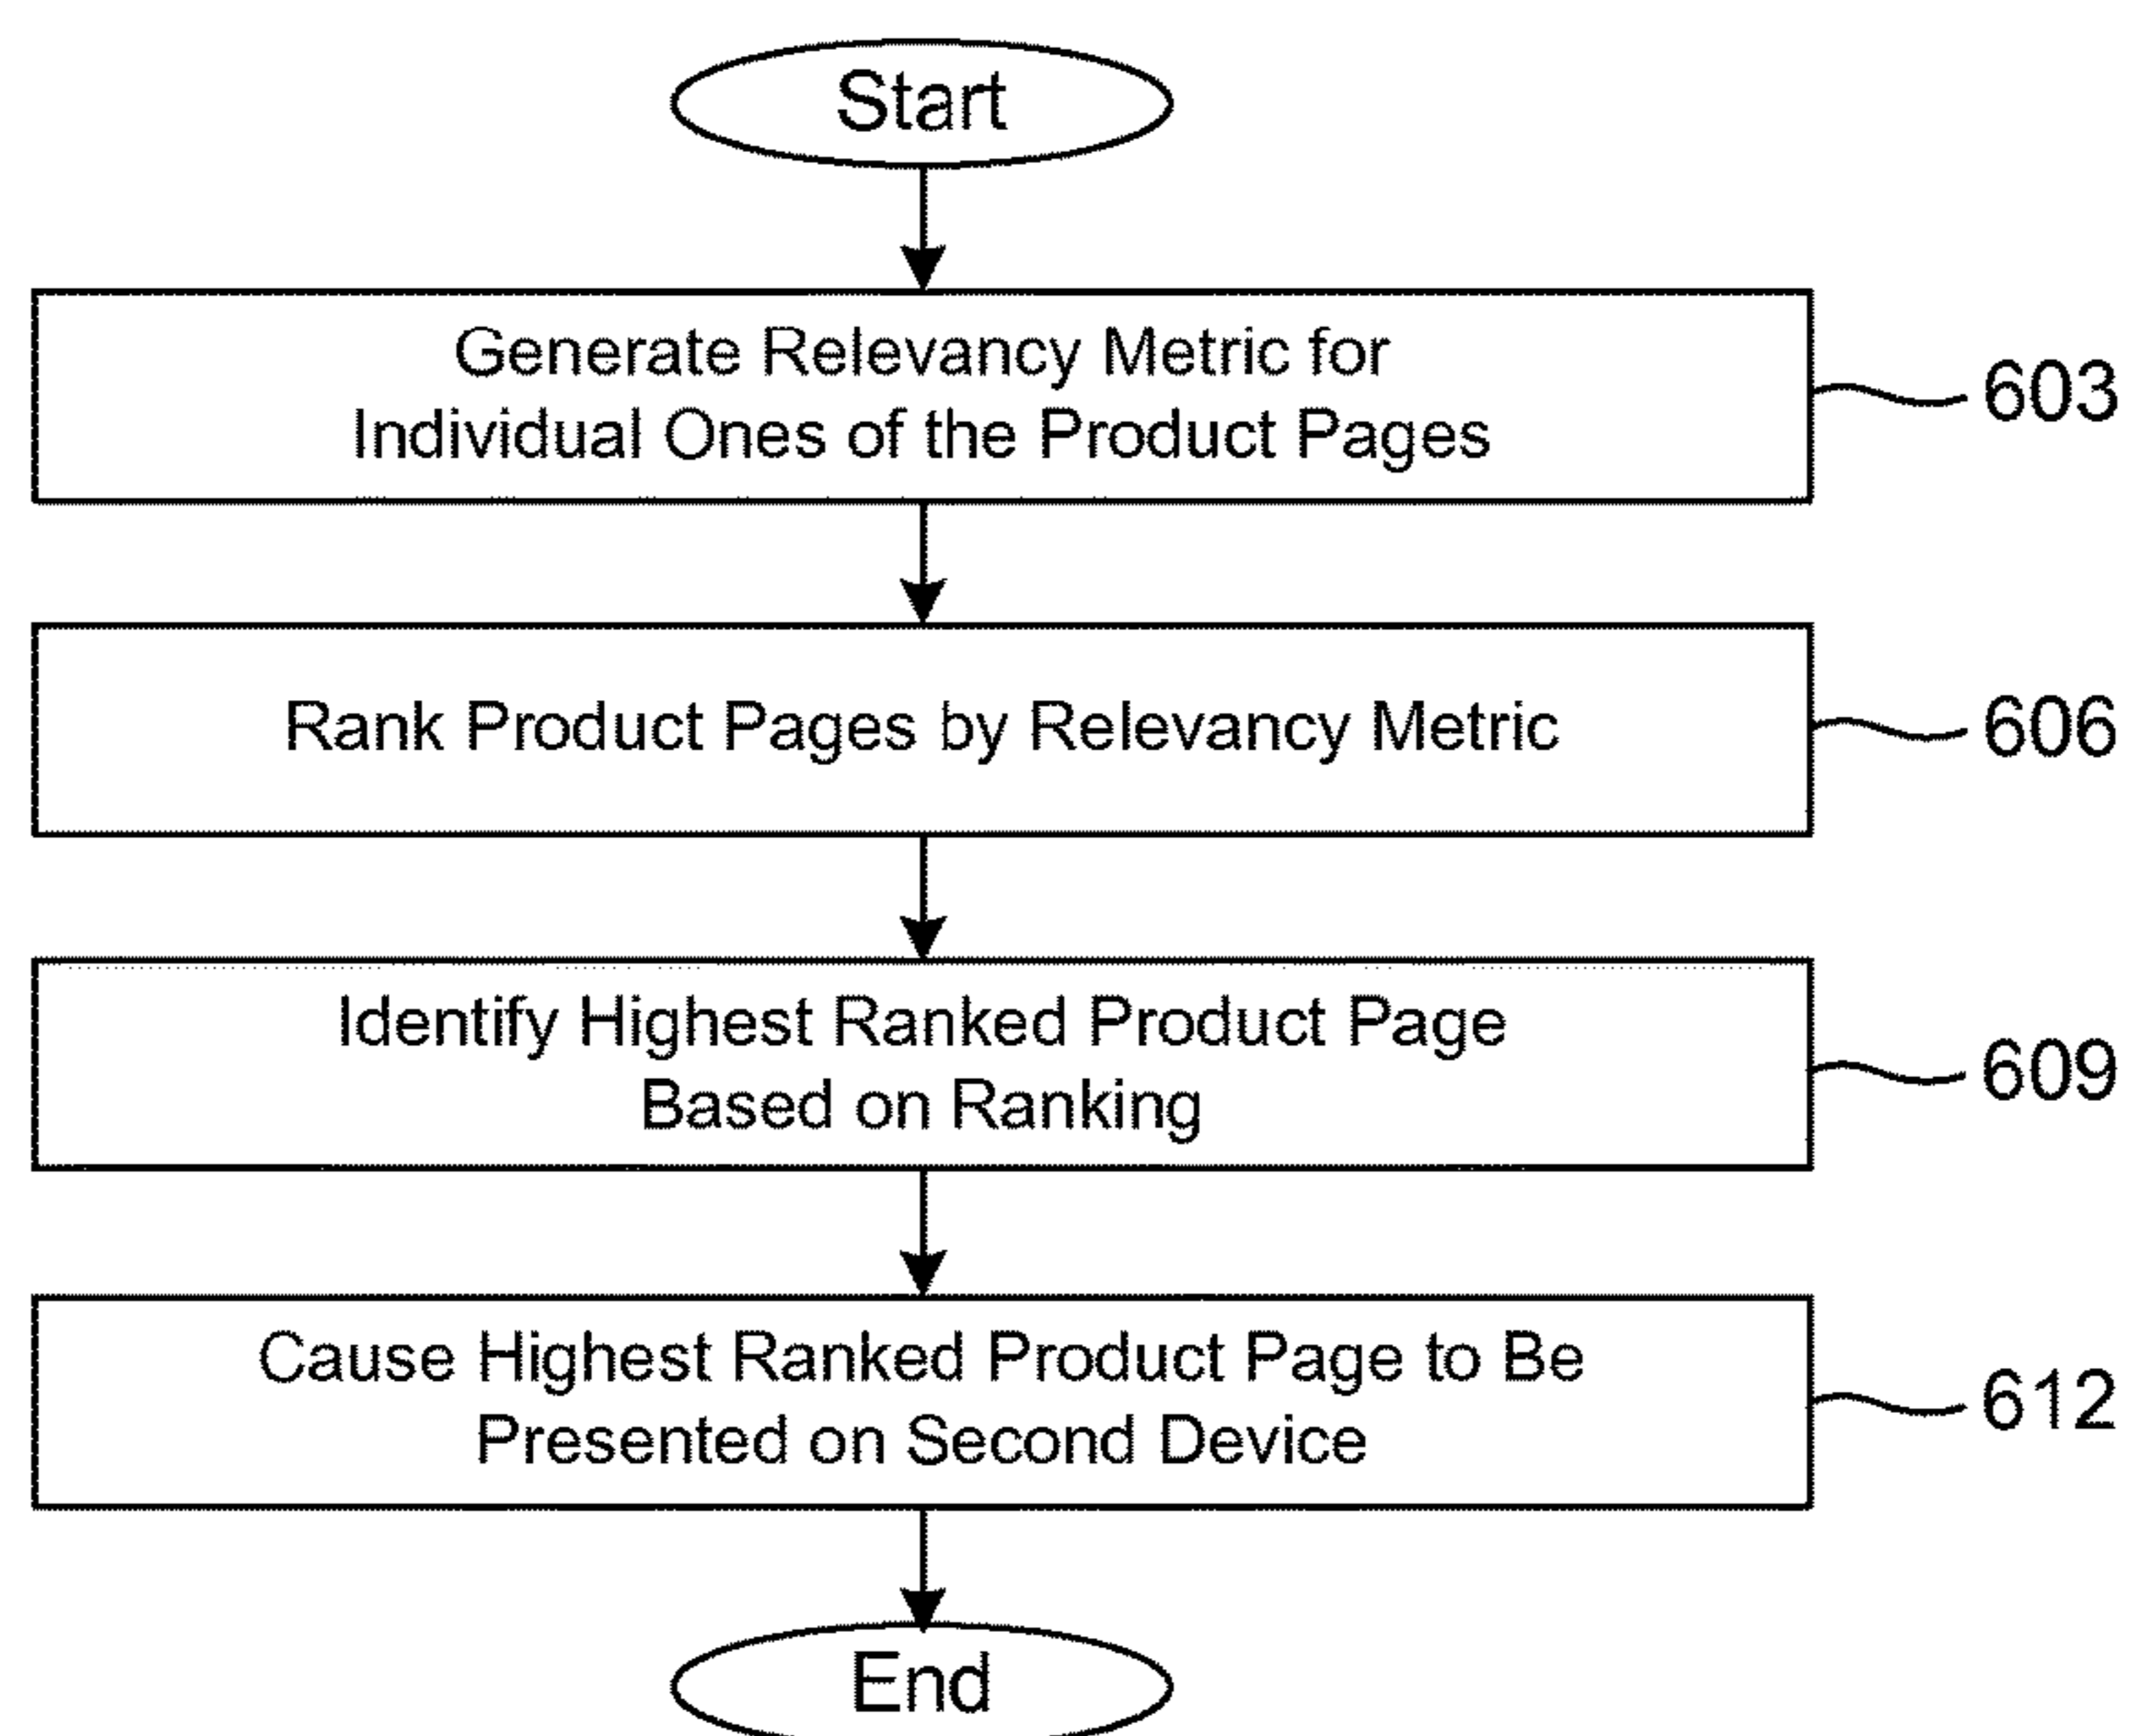 Start
Generate Relevancy Metric for
Individual Ones of the Product Pages
603
Rank Product Pages by Relevancy Metric
606
Identify Highest Ranked Product Page
Based on Ranking
609
Cause Highest Ranked Product Page to Be
Presented on Second Device
612
End